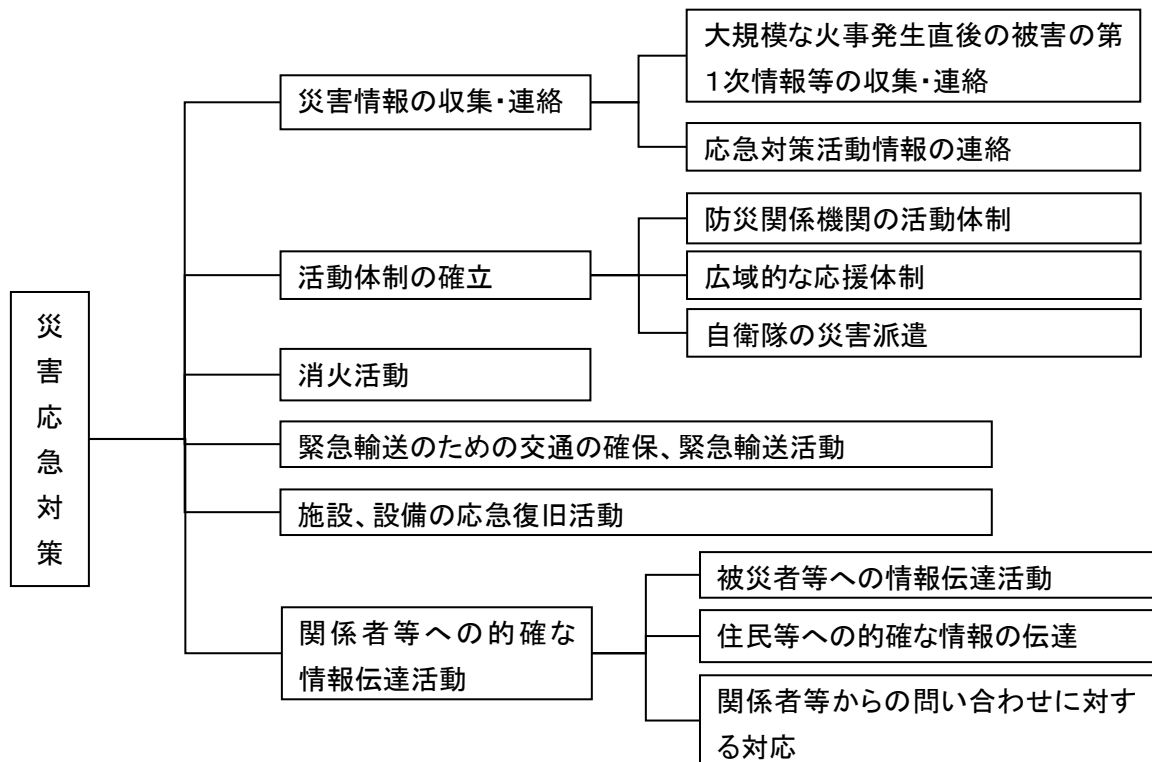 災害応急対策
災害情報の収集・連絡
大規模な火事発生直後の被害の第
1次情報等の収集・連絡
応急対策活動情報の連絡
活動体制の確立
防災関係機関の活動体制
広域的な応援体制
自衛隊の災害派遣
消火活動
緊急輸送のための交通の確保、緊急輸送活動
施設、設備の応急復旧活動
関係者等への的確な
情報伝達活動
被災者等への情報伝達活動
住民等への的確な情報の伝達
関係者等からの問い合わせに対す
る対応